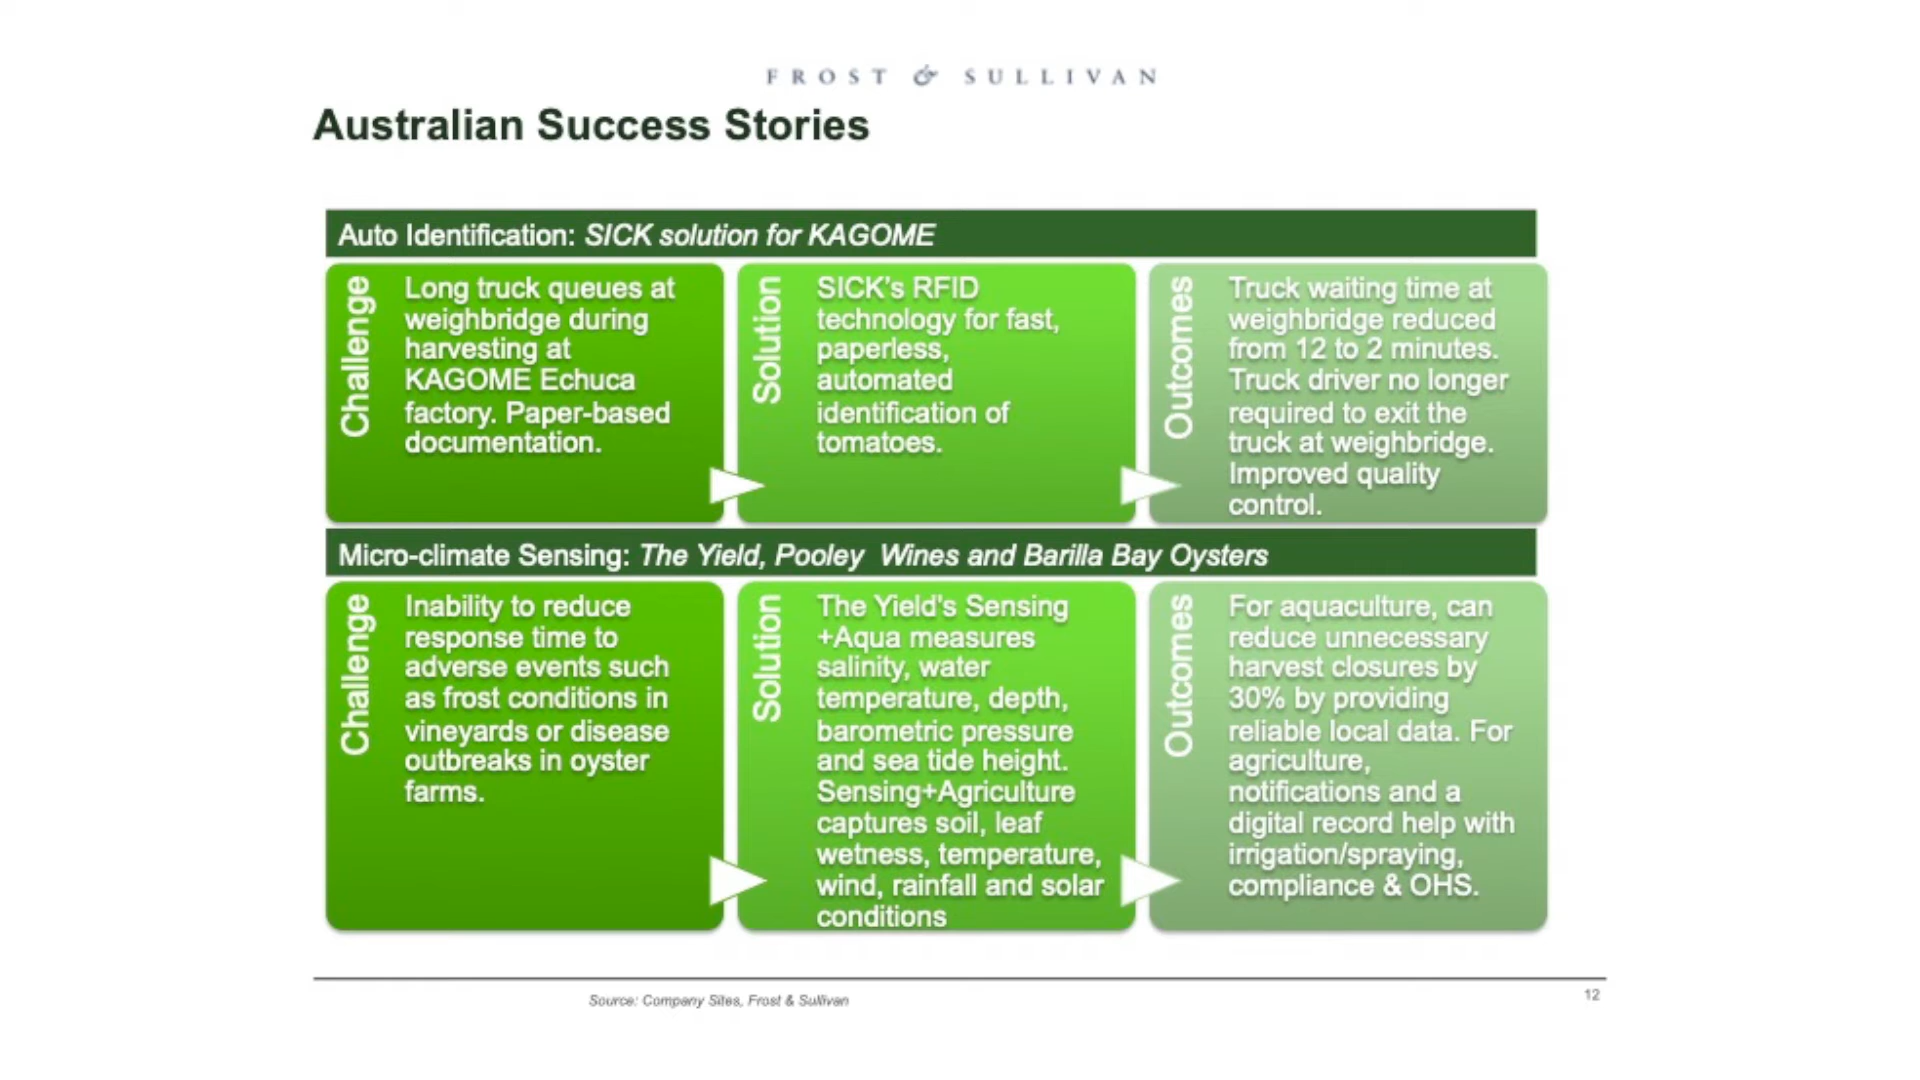 FROST & SULLIVAN
Australian Success Stories
Auto Identification: SICK solution for KAGOME
Challenge
Long truck queues at
weighbridge during
harvesting at
KAGOME Echuca
factory. Paper-based
documentation.
Solution
SICK's RFID
technology for fast,
paperless,
automated
identification of
tomatoes.
Outcomes
Truck waiting time at
weighbridge reduced
from 12 to 2 minutes.
Truck driver no longer
required to exit the
truck at weighbridge.
Improved quality
control.
Micro-climate Sensing: The Yield, Pooley  Wines and Barilla Bay Oysters
Challenge
Inability to reduce
response time to
adverse events such
as frost conditions in
vineyards or disease
outbreaks in oyster
farms.
Solution
The Yield's Sensing
+Aqua measures
salinity, water
temperature, depth,
barometric pressure
and sea tide height.
Sensing+Agriculture
captures soil, leaf
wetness, temperature,
wind, rainfall and solar
conditions
Outcomes
For aquaculture, can
reduce unnecessary
harvest closures by
30% by providing
reliable local data. For
agriculture,
notifications and a
digital record help with
irrigation/spraying,
compliance & OHS.
Source: Company Sites, Frost & Sullivan
12